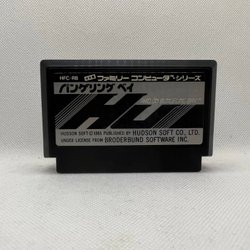 HFC-RB
ファミリー コンピュータ・シリーズ
バンゲリング ベイ
HUDSON SOFT ©1985 PUBLISHED BY HUDSON SOFT CO., LTD.
UNDER LICENSE FROM BRODERBUND SOFTWARE INC.